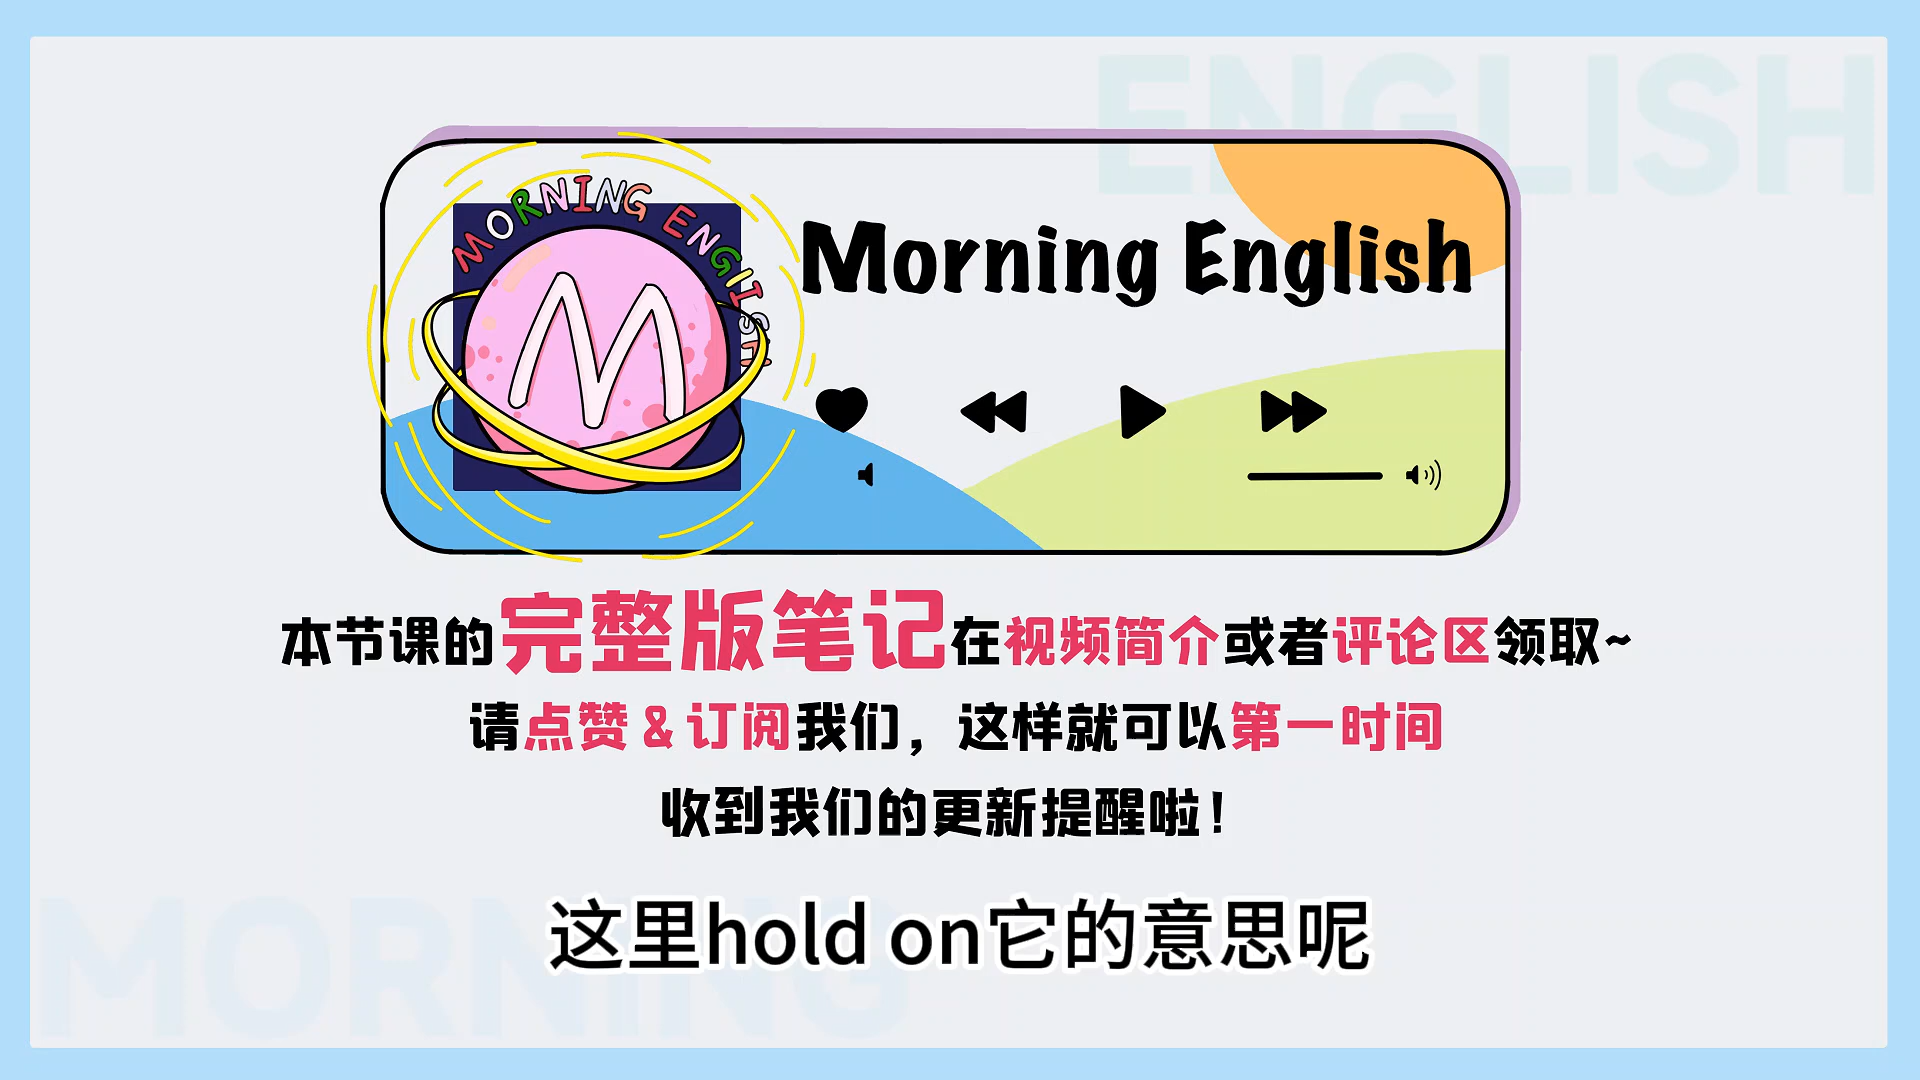 ENGLISH
MORNING ENGLISH
M
Morning English
本节课的完整版笔记在视频简介或者评论区领取~
请点赞&订阅我们，这样就可以第一时间
收到我们的更新提醒啦！
这里hold on它的意思呢
MORNING